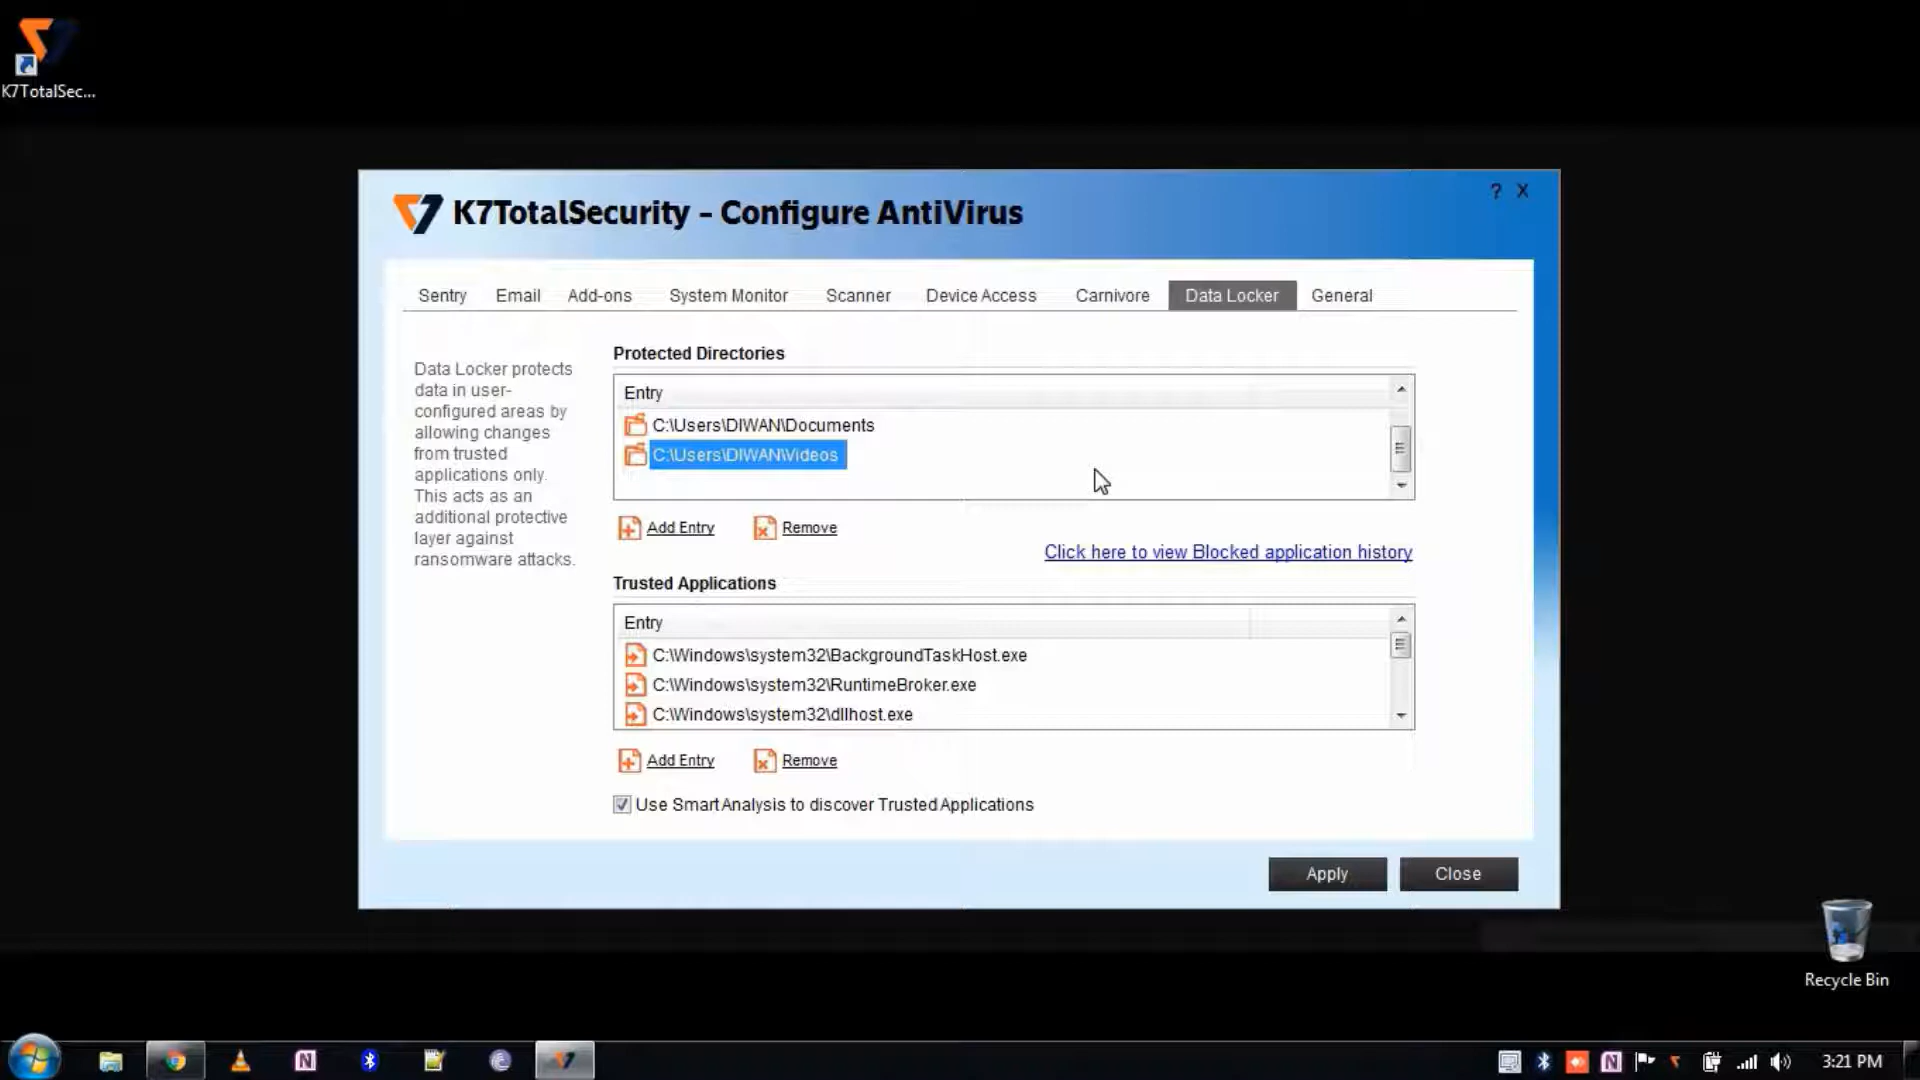 K7TotalSec...
? X
K7TotalSecurity - Configure AntiVirus
Sentry Email Add-ons System Monitor Scanner Device Access Carnivore Data Locker General
Data Locker protects
data in user-
configured areas by
allowing changes
from trusted
applications only.
This acts as an
additional protective
layer against
ransomware attacks.
Protected Directories
Entry
C:\Users\DIWAN\Documents
C:\Users\DIWAN\Videos
Add Entry Remove
Click here to view Blocked application history
Trusted Applications
Entry
C:\Windows\system32\BackgroundTaskHost.exe
C:\Windows\system32\RuntimeBroker.exe
C:\Windows\system32\dllhost.exe
Add Entry Remove
Use Smart Analysis to discover Trusted Applications
Apply Close
Recycle Bin
3:21 PM